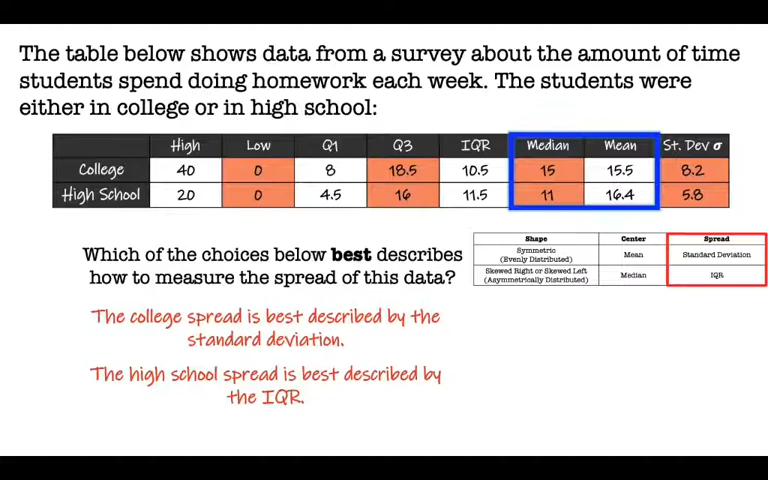 The table below shows data from a survey about the amount of time
students spend doing homework each week. The students were
either in college or in high school:
High Low Q1 Q3 IQR Median Mean St. Dev σ
College 40 0 8 18.5 10.5 15 15.5 8.2
High School 20 0 4.5 16 11.5 11 16.4 5.8
Which of the choices below best describes
how to measure the spread of this data?
Shape Center Spread
Symmetric
(Evenly Distributed) Mean Standard Deviation
Skewed Right or Skewed Left
(Asymmetrically Distributed) Median IQR
The college spread is best described by the
standard deviation.
The high school spread is best described by
the IQR.